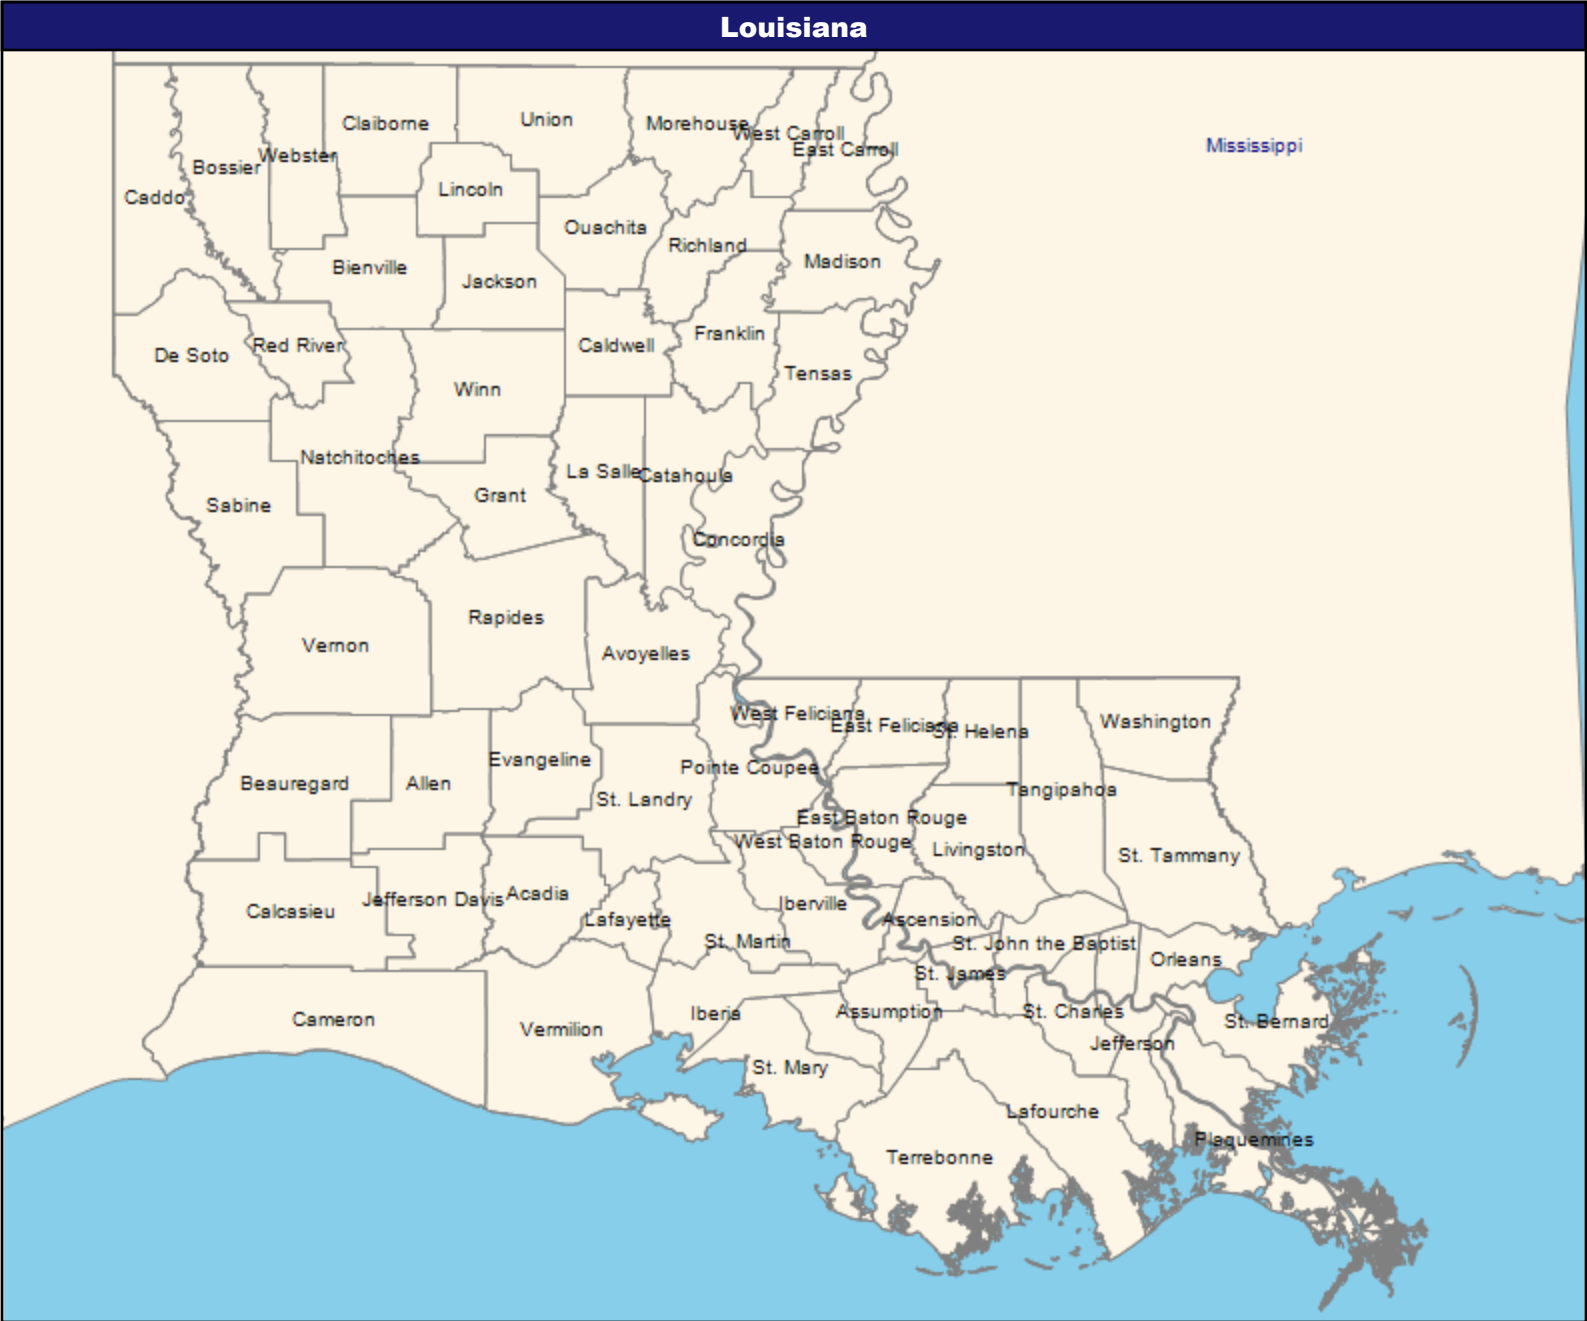 Louisiana
Claiborne
Union
Morehouse
West Carroll
East Carroll
Mississippi
Webster
Bossier
Caddo
Lincoln
Ouachita
Richland
Madison
Bienville
Jackson
Franklin
Caldwell
Red River
De Soto
Tensas
Winn
Natchitoches
La Salle
Catahoula
Grant
Sabine
Concordia
Rapides
Vernon
Avoyelles
West Feliciana
East Feliciana
St. Helena
Washington
Evangeline
Pointe Coupee
Beauregard
Allen
Tangipahoa
St. Landry
East Baton Rouge
West Baton Rouge
Livingston
St. Tammany
Acadia
Jefferson Davis
Iberville
Calcasieu
Lafayette
Ascension
St. Martin
St. John the Baptist
Orleans
St. James
Iberia
Assumption
St. Charles
Cameron
St. Bernard
Vermilion
Jefferson
St. Mary
Lafourche
Plaquemines
Terrebonne